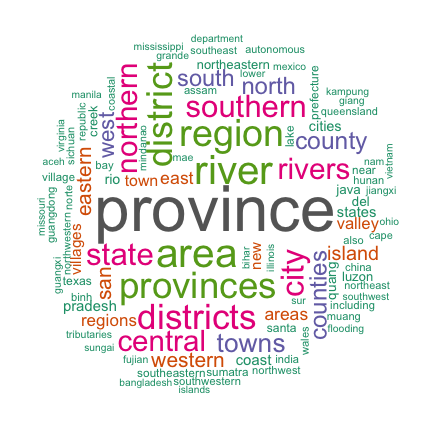 department
mississippi southeast autonomous
grande northeastern mexico
lower
assam south north prefecture
manila coastal northern district southern kampung
giang
virginia republic creek west region lake cities queensland
sichuan mindanao county
aceh bay mae river rivers near nam vietnam
village norte rio town east hunan
java jiangxi
missouri guangdong northwestern eastern province del
states
valley ohio
villages also cape
state area new illinois city island
guangxi san bihar china
texas provinces counties quang luzon
binh northeast
pradesh sur southwest
regions districts areas including
tributaries santa muang
central towns wales flooding
sungai
fujian western coast india
southeastern sumatra northwest
bangladesh southwestern
islands